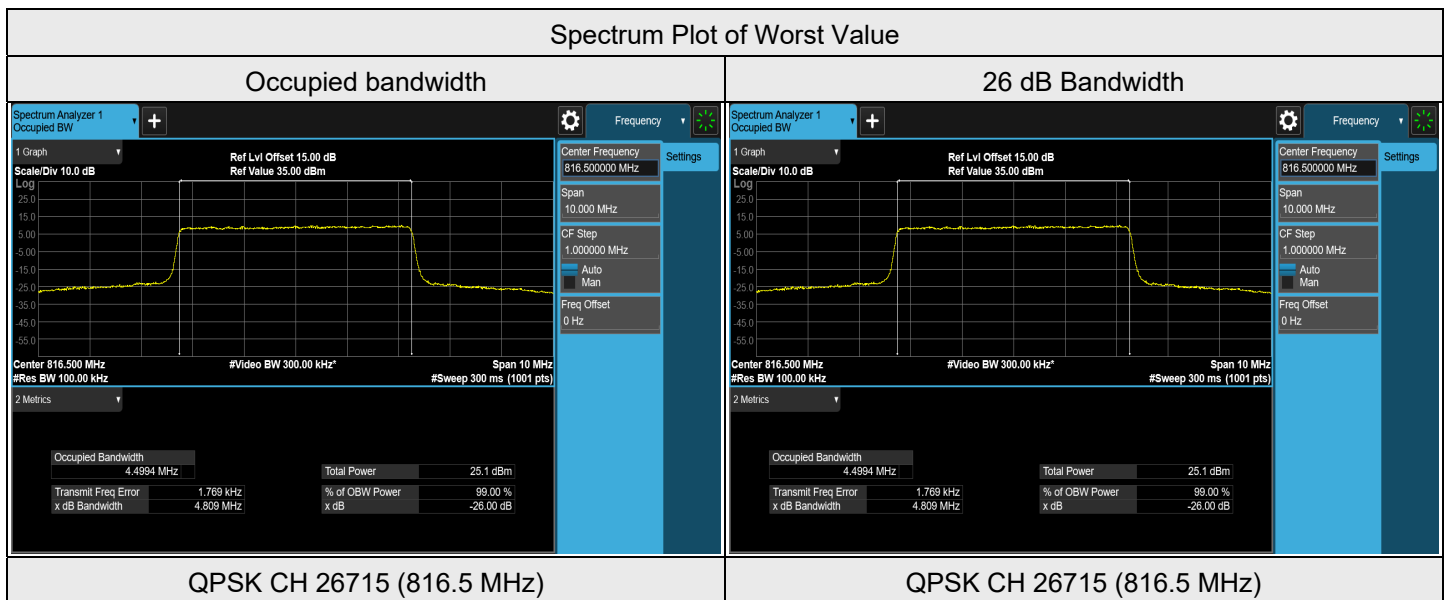 Spectrum Plot of Worst Value
Occupied bandwidth
26 dB Bandwidth
Spectrum Analyzer 1
Occupied BW
+
Frequency
1 Graph
Scale/Div 10.0 dB
Ref Lvl Offset 15.00 dB
Ref Value 35.00 dBm
Log
25.0
15.0
5.00
-5.00
-15.0
-25.0
-35.0
-45.0
-55.0
Center 816.500 MHz
#Video BW 300.00 kHz*
Span 10 MHz
#Res BW 100.00 kHz
#Sweep 300 ms (1001 pts)
Center Frequency
816.500000 MHz
Settings
Span
10.000 MHz
CF Step
1.000000 MHz
Auto
Man
Freq Offset
0 Hz
2 Metrics
Occupied Bandwidth
4.4994 MHz
Total Power 25.1 dBm
Transmit Freq Error 1.769 kHz
% of OBW Power 99.00 %
x dB Bandwidth 4.809 MHz
x dB -26.00 dB
Spectrum Analyzer 1
Occupied BW
+
Frequency
1 Graph
Scale/Div 10.0 dB
Ref Lvl Offset 15.00 dB
Ref Value 35.00 dBm
Log
25.0
15.0
5.00
-5.00
-15.0
-25.0
-35.0
-45.0
-55.0
Center 816.500 MHz
#Video BW 300.00 kHz*
Span 10 MHz
#Res BW 100.00 kHz
#Sweep 300 ms (1001 pts)
Center Frequency
816.500000 MHz
Settings
Span
10.000 MHz
CF Step
1.000000 MHz
Auto
Man
Freq Offset
0 Hz
2 Metrics
Occupied Bandwidth
4.4994 MHz
Total Power 25.1 dBm
Transmit Freq Error 1.769 kHz
% of OBW Power 99.00 %
x dB Bandwidth 4.809 MHz
x dB -26.00 dB
QPSK CH 26715 (816.5 MHz)
QPSK CH 26715 (816.5 MHz)